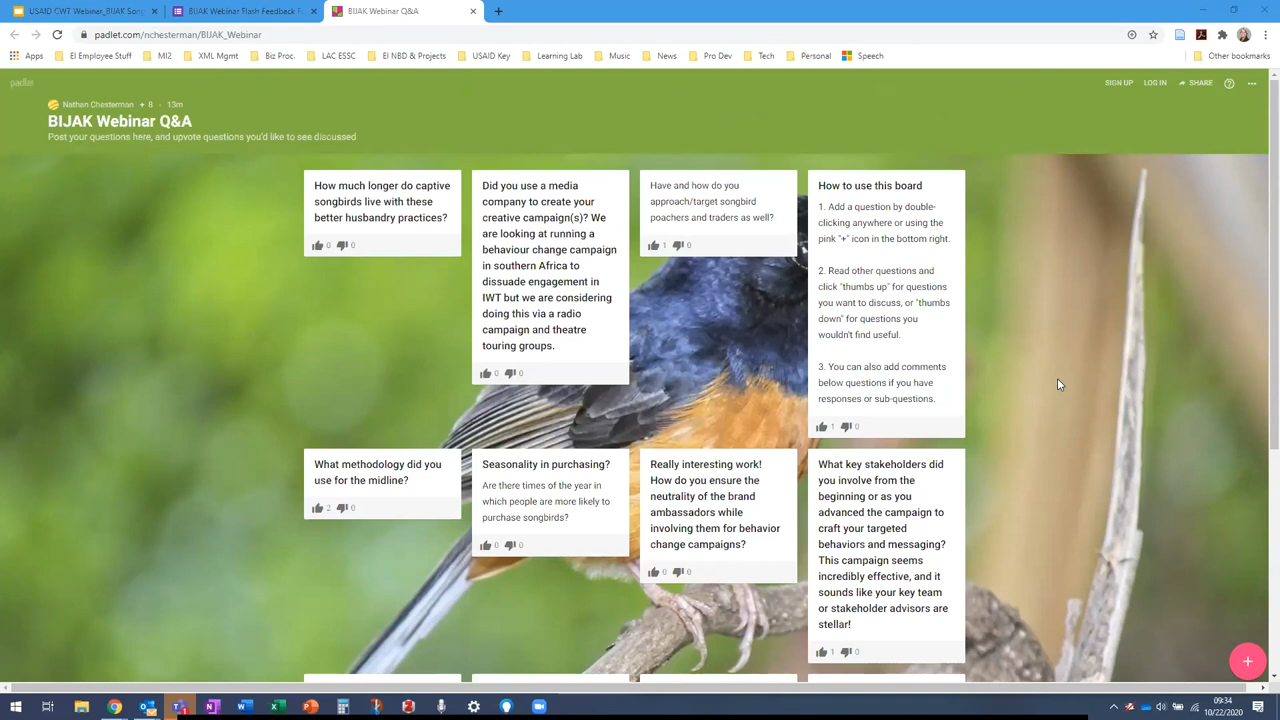 USAID CWT Webinar_BIJAK Song
BIJAK Webinar Flash Feedback Fo
BIJAK Webinar Q&A
padlet.com/nchesterman/BIJAK_Webinar
Apps
EI Employee Stuff
MI2
XML Mgmt
Biz Proc.
LAC ESSC
EI NBD & Projects
USAID Key
Learning Lab
Music
News
Pro Dev
Tech
Personal
Speech
Other bookmarks
padlet
SIGN UP
LOG IN
SHARE
Nathan Chesterman + 8 · 13m
BIJAK Webinar Q&A
Post your questions here, and upvote questions you'd like to see discussed
How much longer do captive
songbirds live with these
better husbandry practices?
0 0
Did you use a media
company to create your
creative campaign(s)? We
are looking at running a
behaviour change campaign
in southern Africa to
dissuade engagement in
IWT but we are considering
doing this via a radio
campaign and theatre
touring groups.
0 0
Have and how do you
approach/target songbird
poachers and traders as well?
1 0
How to use this board
1. Add a question by double-
clicking anywhere or using the
pink "+" icon in the bottom right.
2. Read other questions and
click "thumbs up" for questions
you want to discuss, or "thumbs
down" for questions you
wouldn't find useful.
3. You can also add comments
below questions if you have
responses or sub-questions.
1 0
What methodology did you
use for the midline?
2 0
Seasonality in purchasing?
Are there times of the year in
which people are more likely to
purchase songbirds?
0 0
Really interesting work!
How do you ensure the
neutrality of the brand
ambassadors while
involving them for behavior
change campaigns?
0 0
What key stakeholders did
you involve from the
beginning or as you
advanced the campaign to
craft your targeted
behaviors and messaging?
This campaign seems
incredibly effective, and it
sounds like your key team
or stakeholder advisors are
stellar!
1 0
09:34
10/22/2020